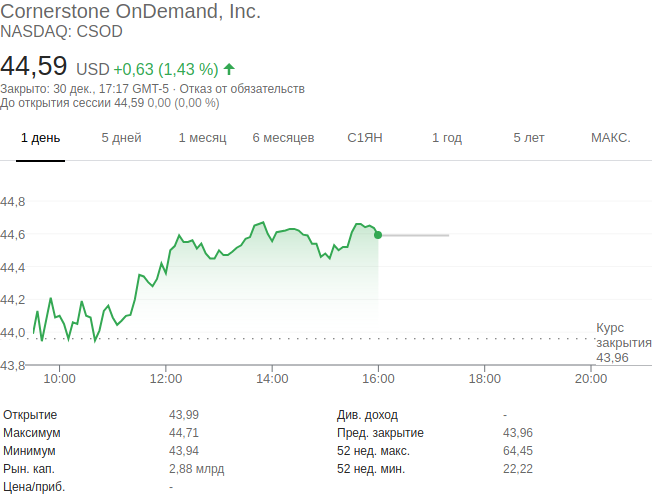 Cornerstone OnDemand, Inc.
NASDAQ: CSOD
44,59 USD +0,63 (1,43 %)
Закрыто: 30 дек., 17:17 GMT-5 · Отказ от обязательств
До открытия сессии 44,59 0,00 (0,00 %)
1 день 5 дней 1 месяц 6 месяцев С1ЯН 1 год 5 лет МАКС.
44,8
44,6
44,4
44,2
44,0
Курс
закрытия
43,96
43,8
10:00 12:00 14:00 16:00 18:00 20:00
Открытие 43,99 Див. доход -
Максимум 44,71 Пред. закрытие 43,96
Минимум 43,94 52 нед. макс. 64,45
Рын. кап. 2,88 млрд 52 нед. мин. 22,22
Цена/приб. -